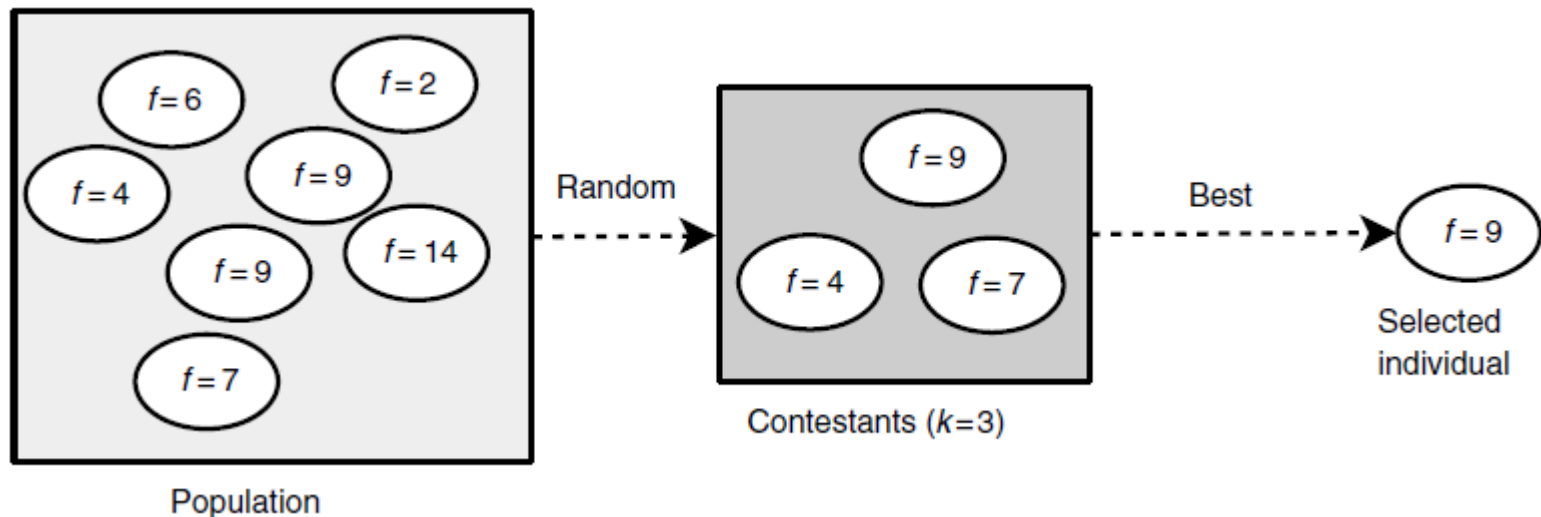 f = 6
f = 2
f = 4
f = 9
f = 14
f = 9
f = 7
Population
Random
f = 9
f = 4
f = 7
Contestants (k=3)
Best
f = 9
Selected
individual